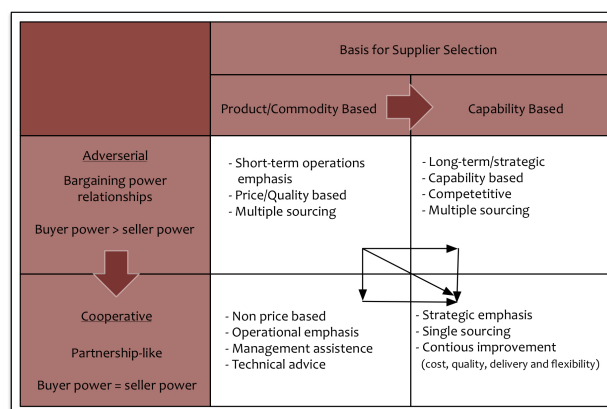 Basis for Supplier Selection
Product/Commodity Based
Capability Based
Adverserial
Bargaining power
relationships
Buyer power > seller power
- Short-term operations
emphasis
- Price/Quality based
- Multiple sourcing
- Long-term/strategic
- Capability based
- Competetitive
- Multiple sourcing
Cooperative
Partnership-like
Buyer power = seller power
- Non price based
- Operational emphasis
- Management assistence
- Technical advice
- Strategic emphasis
- Single sourcing
- Contious improvement
(cost, quality, delivery and flexibility)